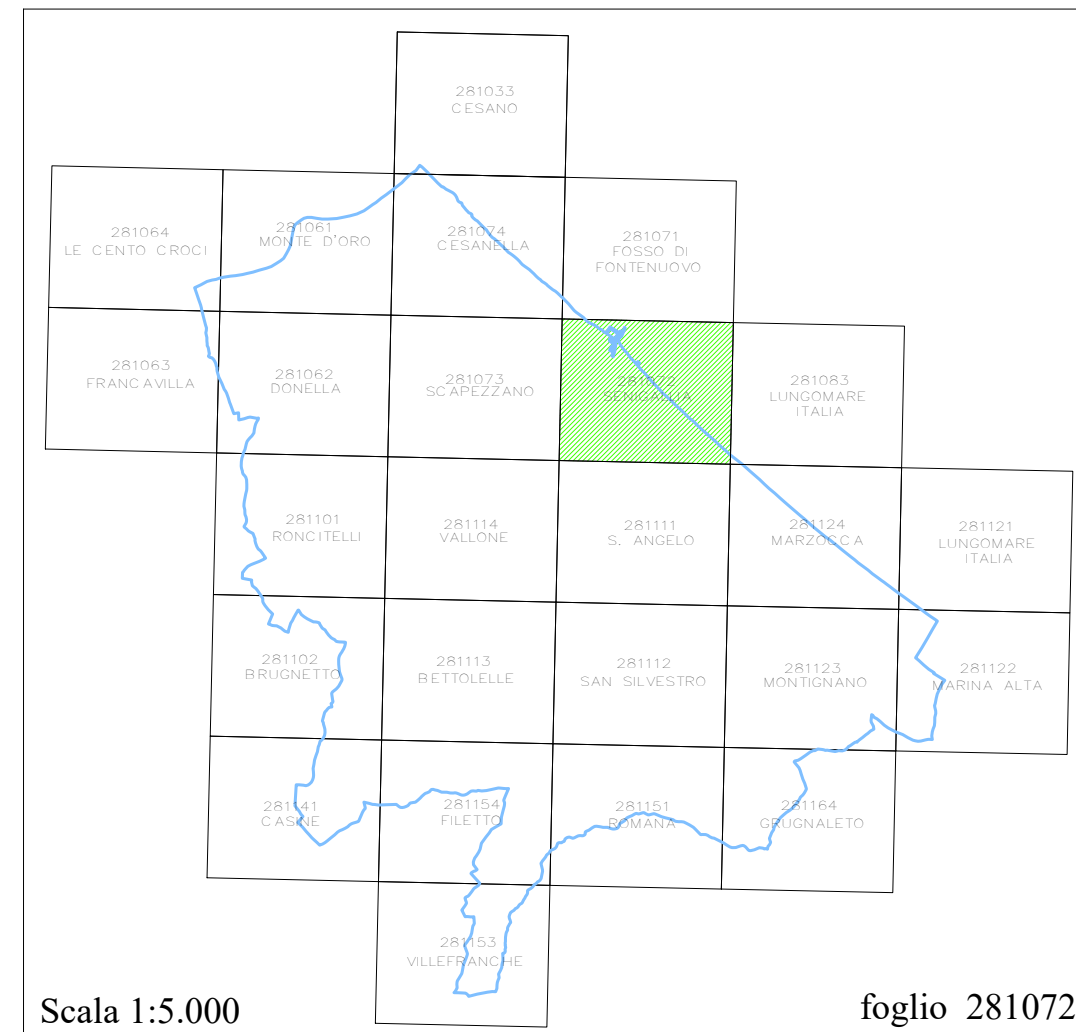 281033
CESANO
281064
LE CENTO CROCI
281061
MONTE D'ORO
281074
CESANELLA
281071
FOSSO DI
FONTENUOVO
281063
FRANCAVILLA
281062
DONELLA
281073
SCAPEZZANO
281072
SENIGALLIA
281083
LUNGOMARE
ITALIA
281101
RONCITELLI
281114
VALLONE
281111
S. ANGELO
281124
MARZOCCA
281121
LUNGOMARE
ITALIA
281102
BRUGNETTO
281113
BETTOLELLE
281112
SAN SILVESTRO
281123
MONTIGNANO
281122
MARINA ALTA
281141
CASINE
281154
FILETTO
281151
ROMANA
281164
GRUGNALETO
281153
VILLEFRANCHE
Scala 1:5.000
foglio 281072